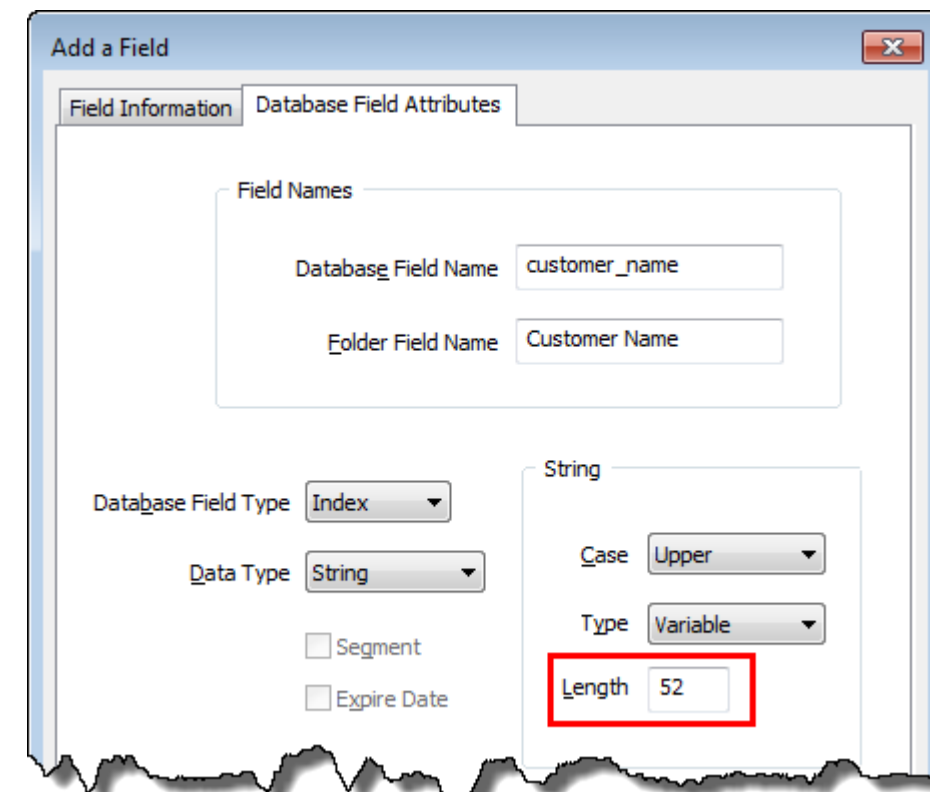 Add a Field
Field Information Database Field Attributes
Field Names
Database Field Name customer_name
Folder Field Name Customer Name
String
Database Field Type Index
Case Upper
Data Type String
Type Variable
Segment
Length 52
Expire Date